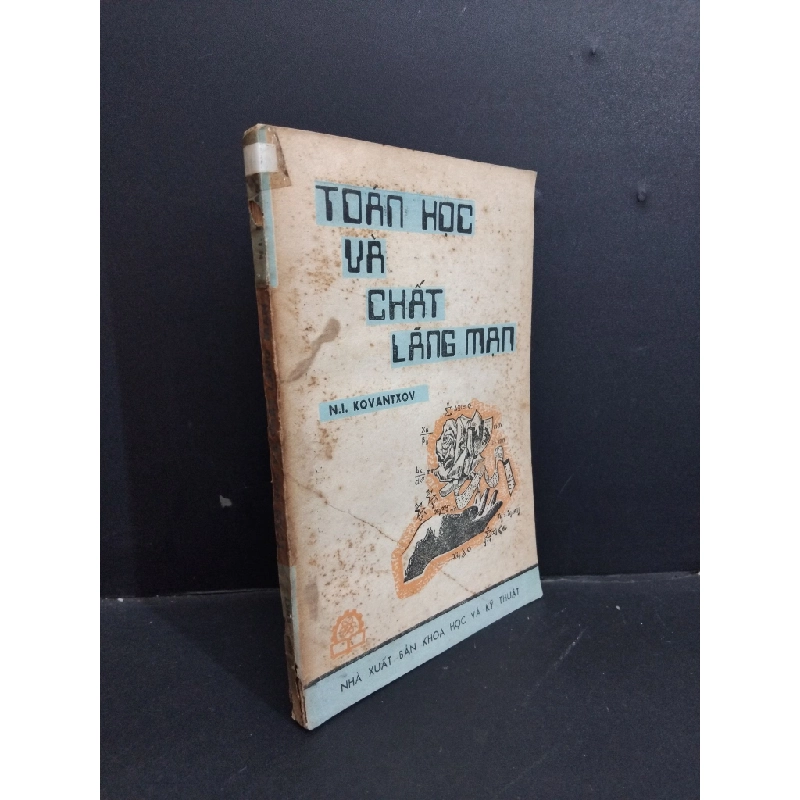 TOÁN HỌC
VÀ
CHẤT
LÃNG MẠN
N.I. KOVANTXOV
NHÀ XUẤT BẢN KHOA HỌC VÀ KỸ THUẬT